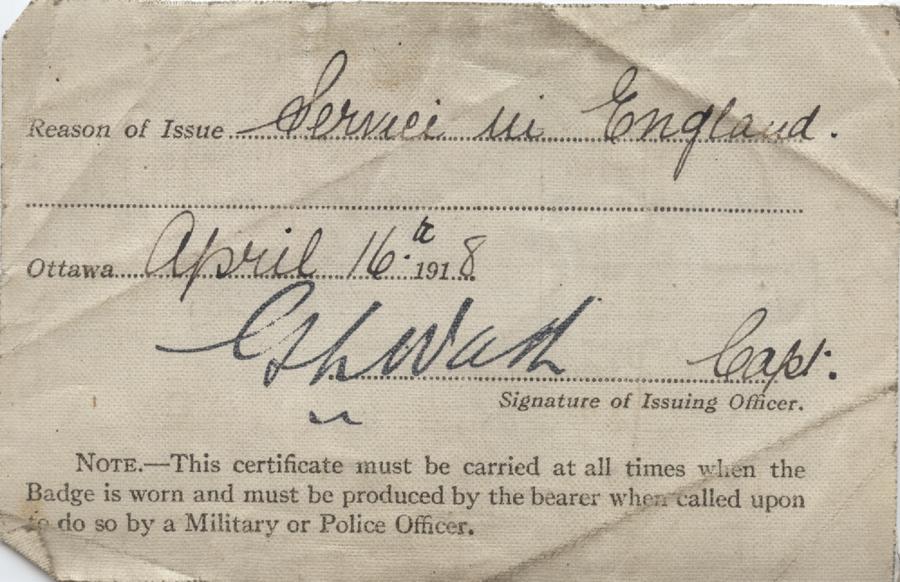 Reason of Issue Service in England.
Ottawa April 16th 1918
Capt.
Signature of Issuing Officer.
NOTE.—This certificate must be carried at all times when the
Badge is worn and must be produced by the bearer when called upon
to do so by a Military or Police Officer.